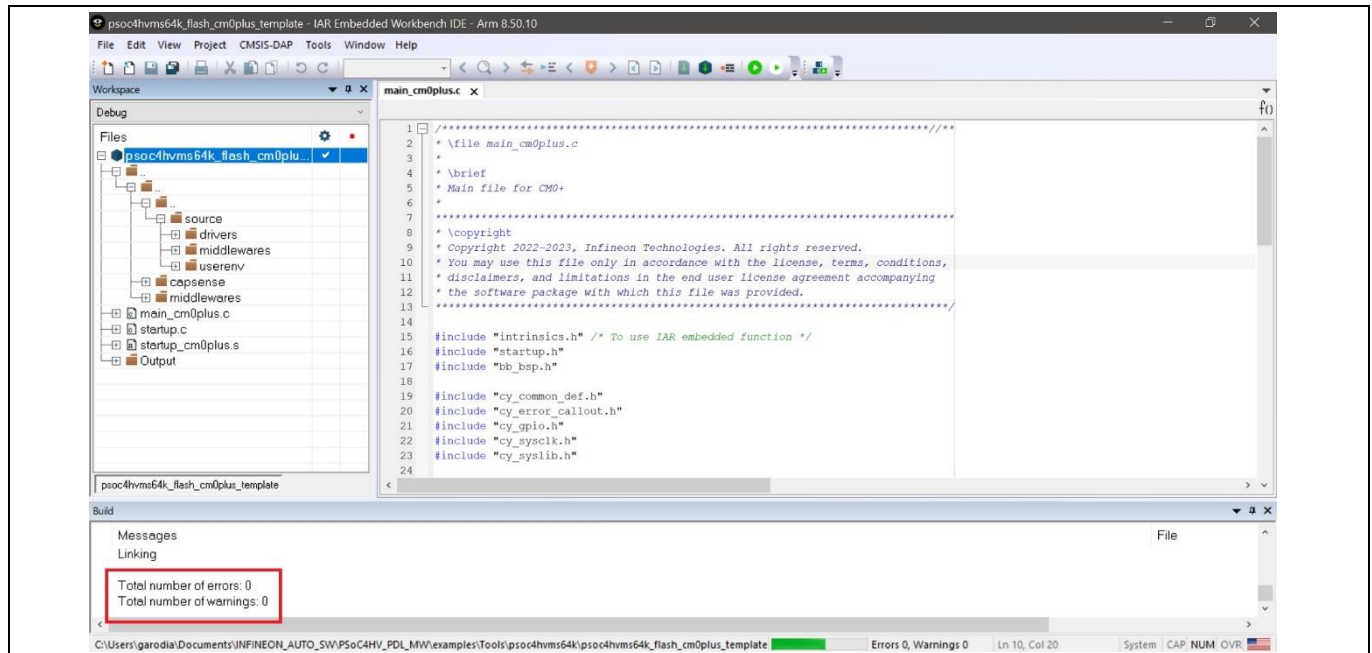 psoc4hvms64k_flash_cm0plus_template - IAR Embedded Workbench IDE - Arm 8.50.10
File Edit View Project CMSIS-DAP Tools Window Help
Workspace
main_cm0plus.c
Debug
f()
Files
psoc4hvms64k_flash_cm0plu...
..
..
..
source
drivers
middlewares
userenv
capsense
middlewares
main_cm0plus.c
startup.c
startup_cm0plus.s
Output
psoc4hvms64k_flash_cm0plus_template
1 /***************************************************************************//**
2 * \file main_cm0plus.c
3 *
4 * \brief
5 * Main file for CM0+
6 *
7 ********************************************************************************
8 * \copyright
9 * Copyright 2022-2023, Infineon Technologies. All rights reserved.
10 * You may use this file only in accordance with the license, terms, conditions,
11 * disclaimers, and limitations in the end user license agreement accompanying
12 * the software package with which this file was provided.
13 *******************************************************************************/
14
15 #include "intrinsics.h" /* To use IAR embedded function */
16 #include "startup.h"
17 #include "bb_bsp.h"
18
19 #include "cy_common_def.h"
20 #include "cy_error_callout.h"
21 #include "cy_gpio.h"
22 #include "cy_sysclk.h"
23 #include "cy_syslib.h"
24
Build
Messages File
Linking
Total number of errors: 0
Total number of warnings: 0
C:\Users\garodia\Documents\INFINEON_AUTO_SW\PSoC4HV_PDL_MW\examples\Tools\psoc4hvms64k\psoc4hvms64k_flash_cm0plus_template Errors 0, Warnings 0 Ln 10, Col 20 System CAP NUM OVR